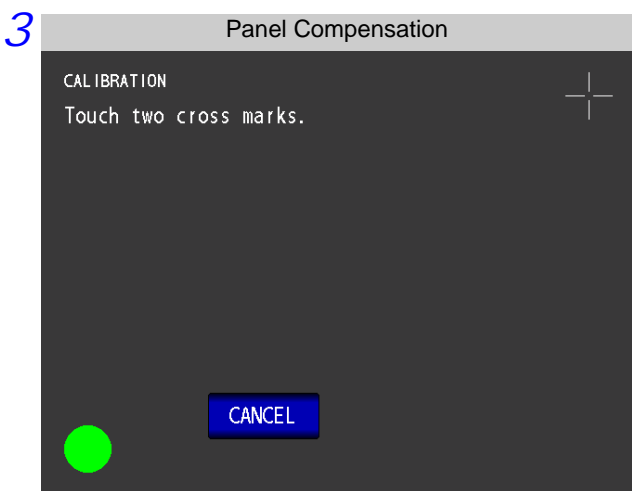 3
Panel Compensation
CALIBRATION
Touch two cross marks.
CANCEL